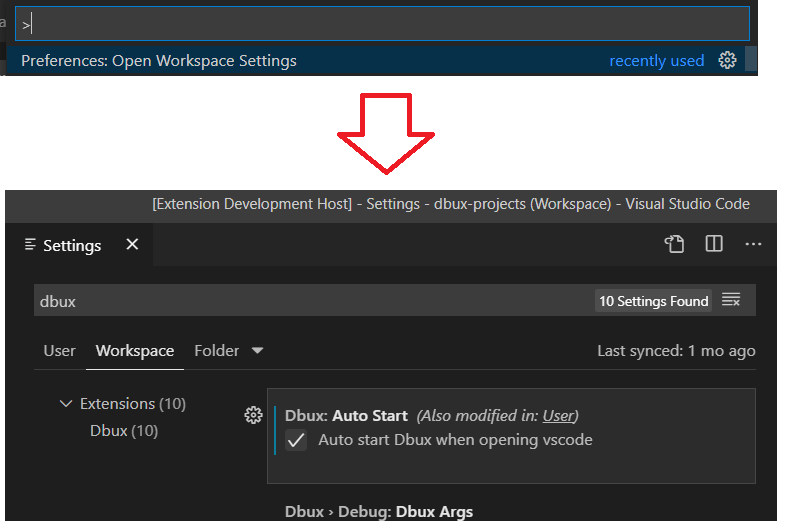 >
Preferences: Open Workspace Settings recently used
[Extension Development Host] - Settings - dbux-projects (Workspace) - Visual Studio Code
Settings
dbux 10 Settings Found
User Workspace Folder Last synced: 1 mo ago
Extensions (10)
Dbux (10)
Dbux: Auto Start (Also modified in: User)
Auto start Dbux when opening vscode
Dbux › Debug: Dbux Args